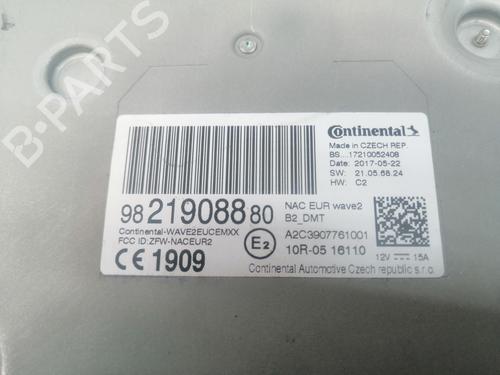 B-PARTS
Continental
Made in CZECH REP.
BS....17210052408
Date: 2017-05-22
SW: 21.05.68.24
HW: C2
98 219088 80
NAC EUR wave2
B2_DMT
Continental-WAVE2EUCEMXX
FCC ID:ZFW-NACEUR2
E2
A2C3907761001
10R-05 16110
CE 1909
12V 15A
Continental Automotive Czech republic s.r.o.